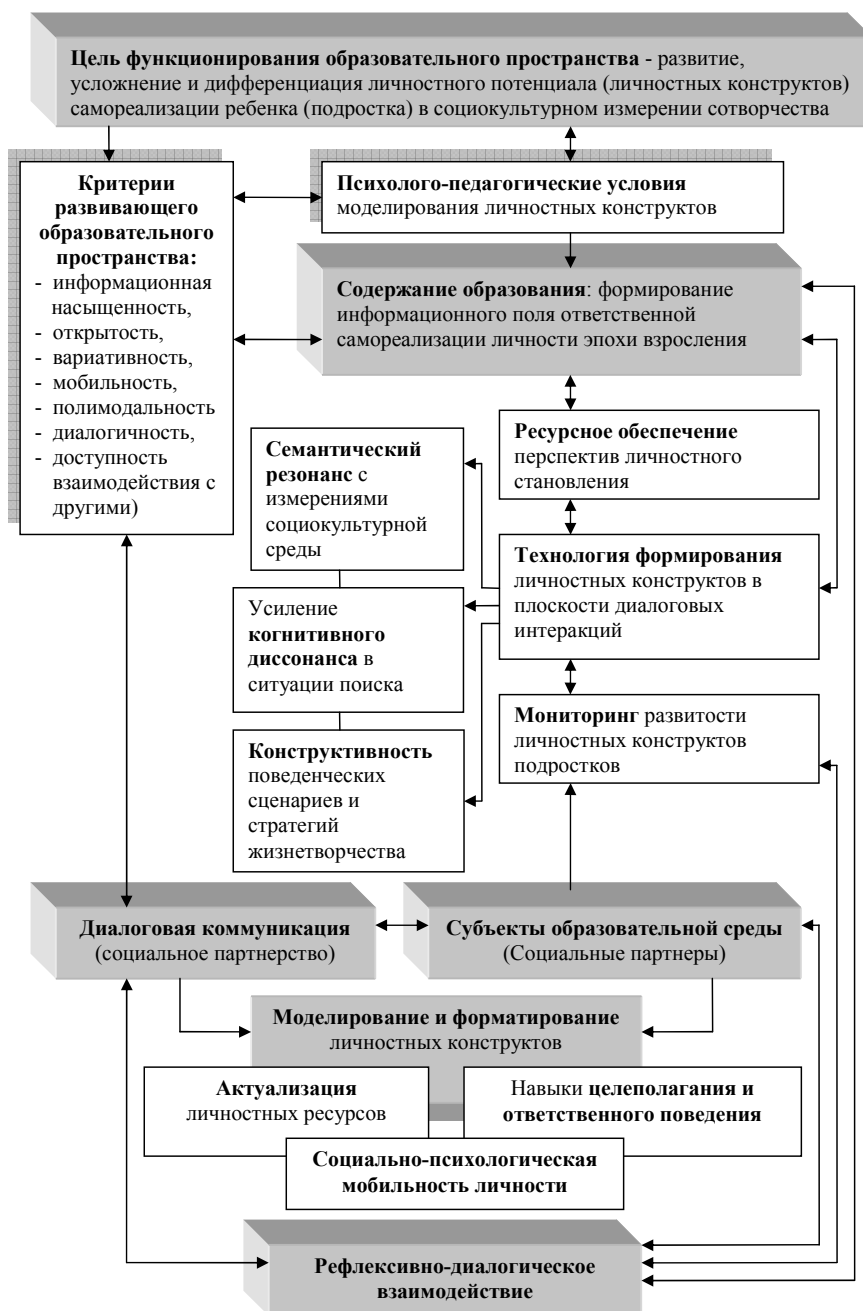 Цель функционирования образовательного пространства - развитие,
усложнение и дифференциация личностного потенциала (личностных конструктов)
самореализации ребенка (подростка) в социокультурном измерении сотворчества
Критерии
развивающего
образовательного
пространства:
- информационная
насыщенность,
- открытость,
- вариативность,
- мобильность,
- полимодальность
- диалогичность,
- доступность
взаимодействия с
другими)
Психолого-педагогические условия
моделирования личностных конструктов
Содержание образования: формирование
информационного поля ответственной
самореализации личности эпохи взросления
Ресурсное обеспечение
перспектив личностного
становления
Семантический
резонанс с
измерениями
социокультурной
среды
Технология формирования
личностных конструктов в
плоскости диалоговых
интеракций
Усиление
когнитивного
диссонанса в
ситуации поиска
Мониторинг развитости
личностных конструктов
подростков
Конструктивность
поведенческих
сценариев и
стратегий
жизнетворчества
Диалоговая коммуникация
(социальное партнерство)
Субъекты образовательной среды
(Социальные партнеры)
Моделирование и форматирование
личностных конструктов
Актуализация
личностных ресурсов
Навыки целеполагания и
ответственного поведения
Социально-психологическая
мобильность личности
Рефлексивно-диалогическое
взаимодействие